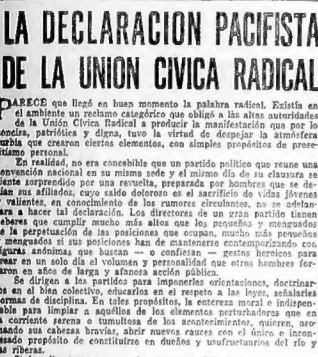 LA DECLARACION PACIFISTA
DE LA UNION CIVICA RADICAL
PARECE que llegó en buen momento la palabra radical. Existía en
el ambiente un reclamo categórico que obligó a las altas autoridades
de la Unión Cívica Radical a producir la manifestación que por lo
patriótica y digna, tuvo la virtud de despejar la atmósfera
turbia que crearon ciertos elementos, con simples propósitos de prose-
litismo personal.
En realidad, no era concebible que un partido político que reune una
convención nacional en su misma sede y el mismo día de su clausura se
siente sorprendido por una revuelta, preparada por hombres que se de-
cían sus afiliados, cuyo saldo doloroso es el sacrificio de vidas jóvenes
y valientes, en conocimiento de los rumores circulantes, no se
para a hacer tal declaración. Los directores de un gran partido tienen
deberes que cumplir mucho más altos que los pequeños y menguados
de la perpetuación de las posiciones que ocupan, mucho más pequeños
y menguados si sus posiciones han de mantenerse contemporizando con
figuras anónimas que buscan — o confiesan — gestos heroicos para
crear en un solo día el volumen y personalidad que otros hombres for-
jaron en años de larga y afanosa acción pública.
Se dirigen a los partidos para imponerles orientaciones, doctrinar-
los en el bien colectivo, educarlos en el respeto a las leyes, señalarles
normas de disciplina. En tales propósitos, la entereza moral e indispen-
sable para limpiar a aquéllos de los elementos perturbadores que en
la corriente serena o tumultos de los acontecimientos, quieren,
sando sus cabezas bravías, abrir nuevos cauces con el único e incon-
fesado propósito de constituirse en dueños y usufructuarios del río y
sus riberas.